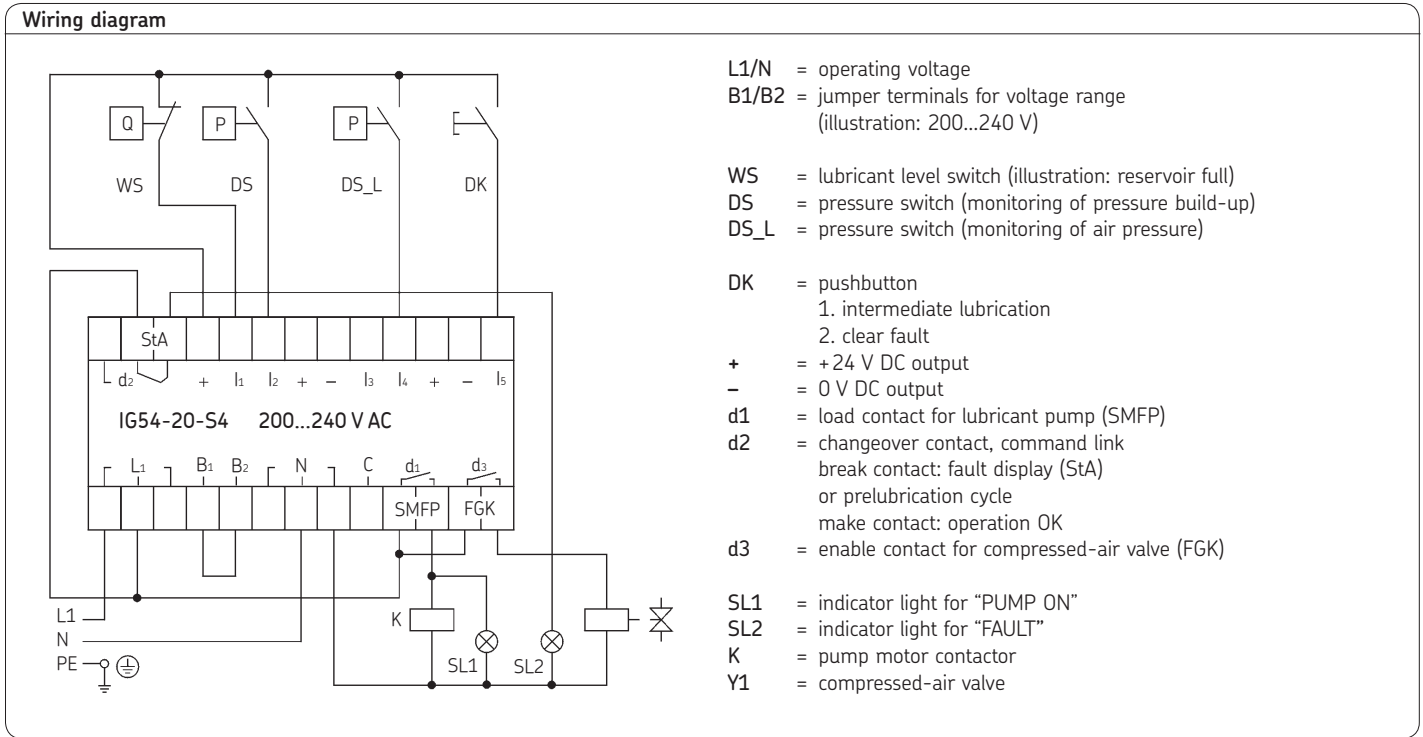 Wiring diagram
Q
P
P
WS
DS
DS_L
DK
StA
d2
+ I1 I2 + – I3 I4 + – I5
IG54-20-S4 200...240 V AC
L1 B1 B2 N C d1 d3
SMFP FGK
L1
N
PE
K
SL1
SL2
L1/N = operating voltage
B1/B2 = jumper terminals for voltage range
(illustration: 200...240 V)
WS = lubricant level switch (illustration: reservoir full)
DS = pressure switch (monitoring of pressure build-up)
DS_L = pressure switch (monitoring of air pressure)
DK = pushbutton
1. intermediate lubrication
2. clear fault
+ = +24 V DC output
– = 0 V DC output
d1 = load contact for lubricant pump (SMFP)
d2 = changeover contact, command link
break contact: fault display (StA)
or prelubrication cycle
make contact: operation OK
d3 = enable contact for compressed-air valve (FGK)
SL1 = indicator light for “PUMP ON”
SL2 = indicator light for “FAULT”
K = pump motor contactor
Y1 = compressed-air valve